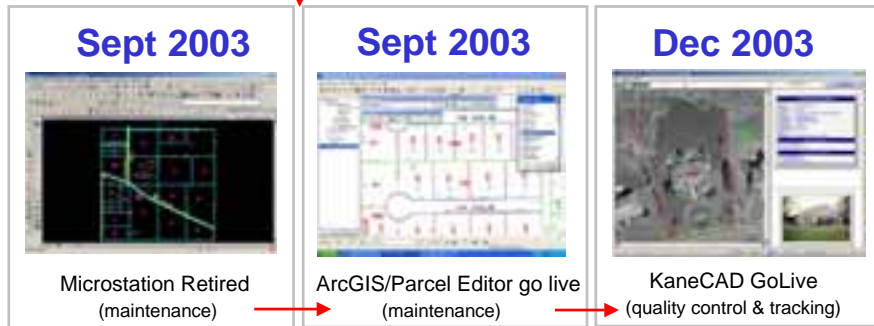 Sept 2003
Microstation Retired
(maintenance)
Sept 2003
ArcGIS/Parcel Editor go live
(maintenance)
Dec 2003
KaneCAD GoLive
(quality control & tracking)